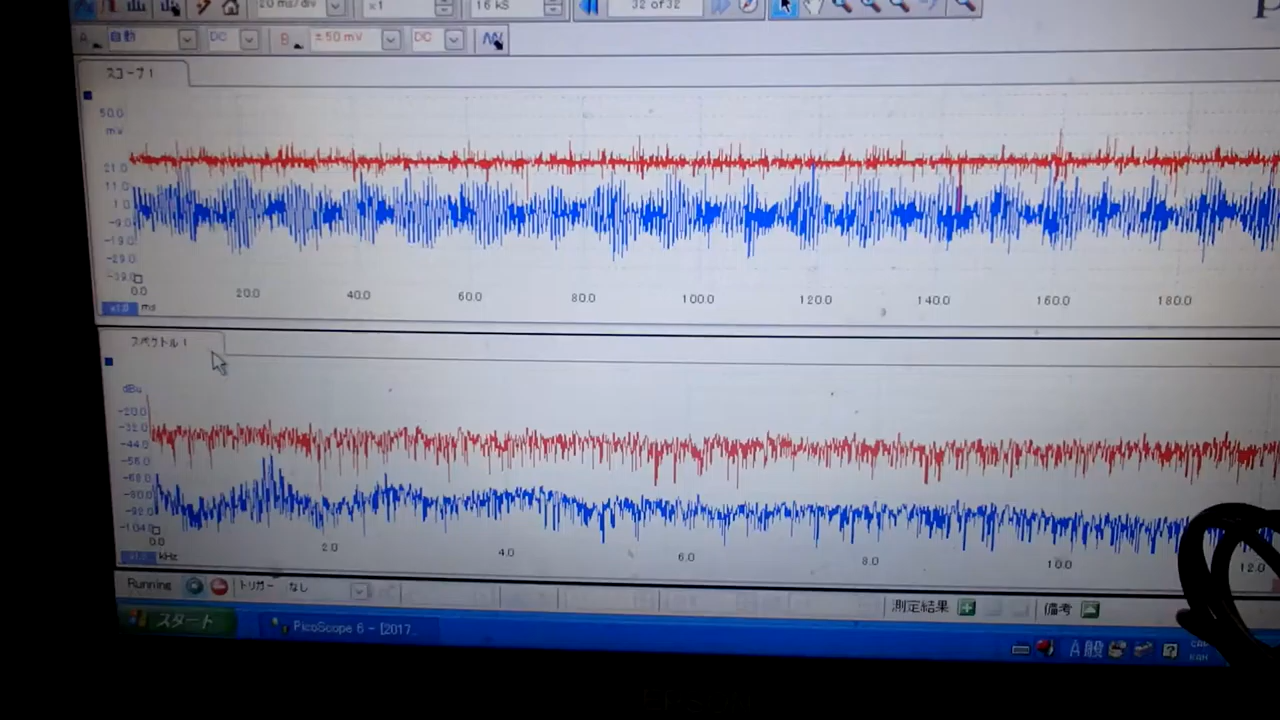 20 ms/div x1 16 kS 32 of 32
A 自動 DC B ±50 mV DC
スコープ 1
50.0
mV
21.0
11.0
1.0
-9.0
-19.0
-29.0
-39.0
0.0 20.0 40.0 60.0 80.0 100.0 120.0 140.0 160.0 180.0
x1.0 ms
スペクトル 1
dBu
-20.0
-32.0
-44.0
-56.0
-68.0
-80.0
-92.0
-104.0
0.0 2.0 4.0 6.0 8.0 10.0 12.0
kHz
Running トリガー なし 測定結果 備考
スタート PicoScope 6 - [2017... A 般